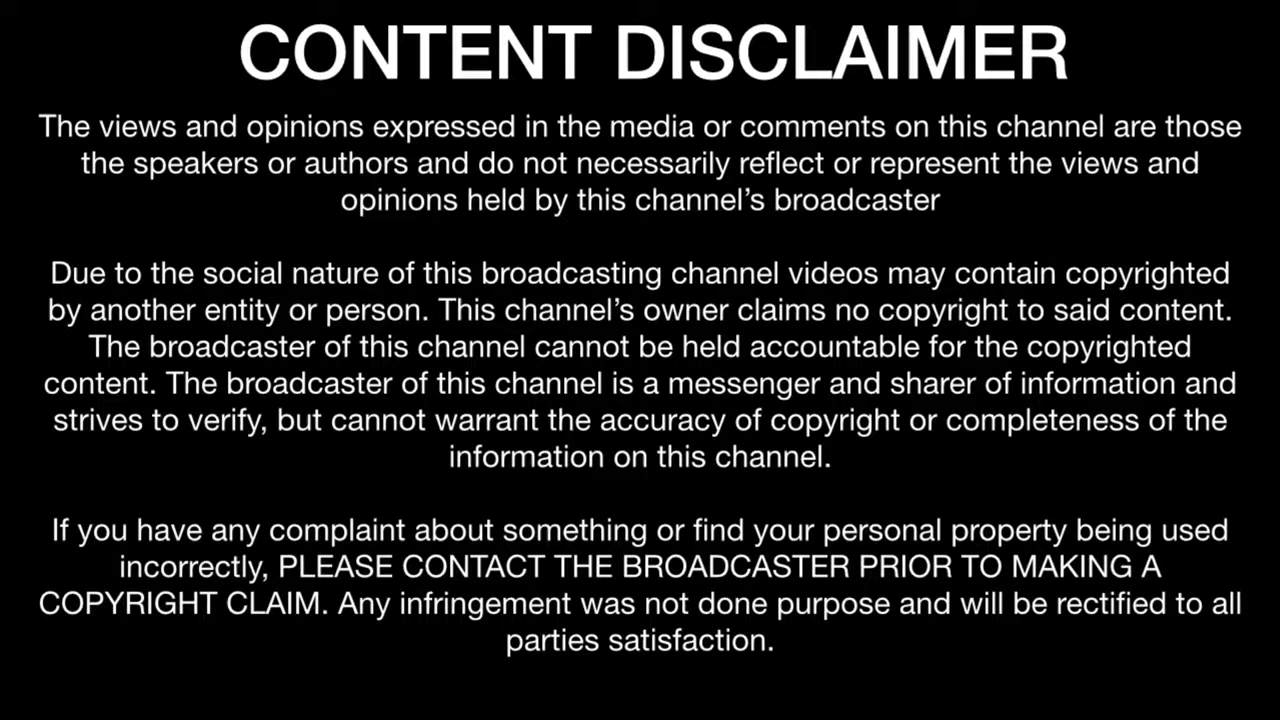 CONTENT DISCLAIMER
The views and opinions expressed in the media or comments on this channel are those
the speakers or authors and do not necessarily reflect or represent the views and
opinions held by this channel’s broadcaster
Due to the social nature of this broadcasting channel videos may contain copyrighted
by another entity or person. This channel’s owner claims no copyright to said content.
The broadcaster of this channel cannot be held accountable for the copyrighted
content. The broadcaster of this channel is a messenger and sharer of information and
strives to verify, but cannot warrant the accuracy of copyright or completeness of the
information on this channel.
If you have any complaint about something or find your personal property being used
incorrectly, PLEASE CONTACT THE BROADCASTER PRIOR TO MAKING A
COPYRIGHT CLAIM. Any infringement was not done purpose and will be rectified to all
parties satisfaction.